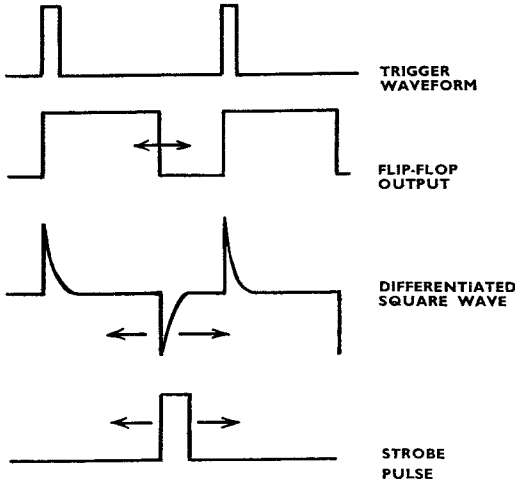 TRIGGER
WAVEFORM
FLIP-FLOP
OUTPUT
DIFFERENTIATED
SQUARE WAVE
STROBE
PULSE